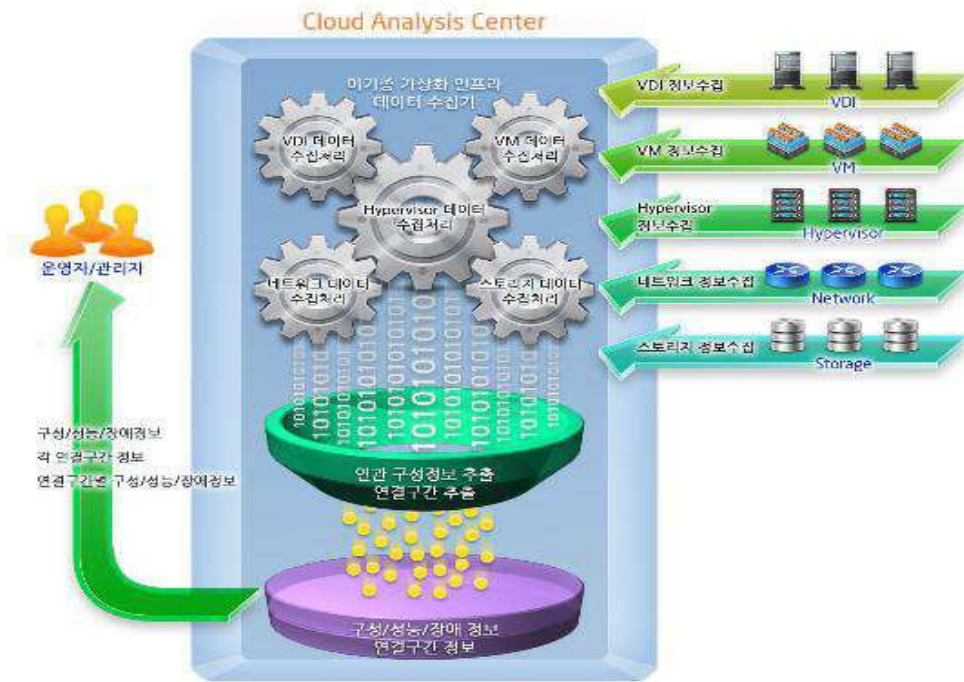 Cloud Analysis Center
이기종 가상화 인프라
데이터 수집기
VDI 데이터
수집처리
VM 데이터
수집처리
Hypervisor 데이터
수집처리
네트워크 데이터
수집처리
스토리지 데이터
수집처리
VDI 정보수집
VDI
VM 정보수집
VM
Hypervisor
정보수집
Hypervisor
네트워크 정보수집
Network
스토리지 정보수집
Storage
운영자/관리자
구성/성능/장애정보
각 연결구간 정보
연결구간별 구성/성능/장애정보
인관 구성정보 추출
연결구간 추출
구성/성능/장애 정보
연결구간 정보